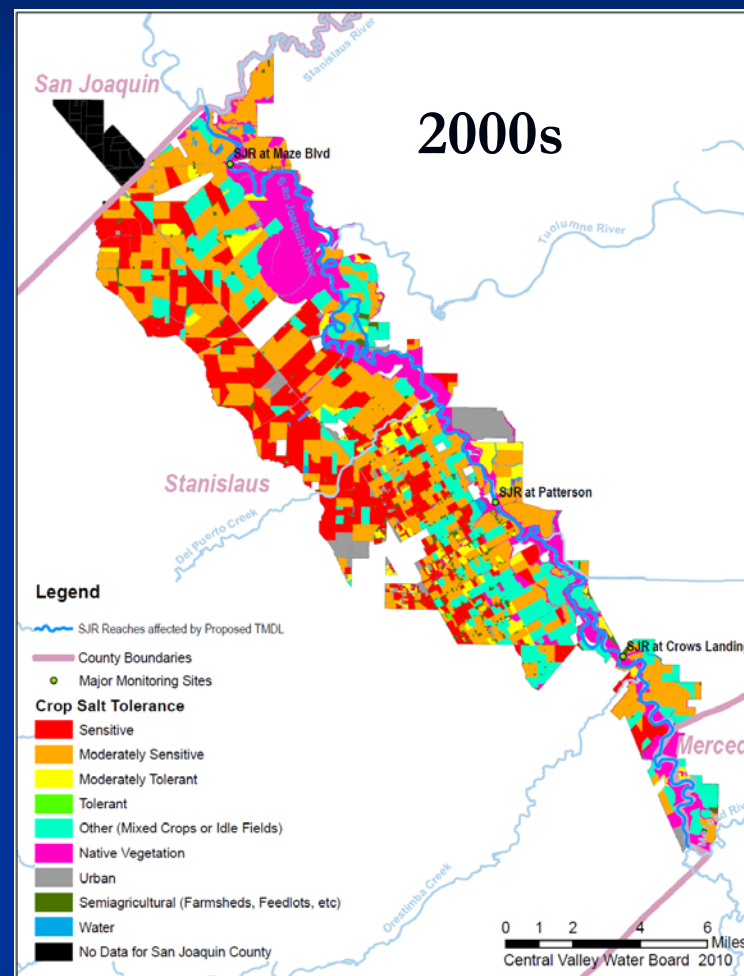 2000s
San Joaquin
Stanislaus River
SJR at Maze Blvd
San Joaquin River
Tuolumne River
Stanislaus
SJR at Patterson
Del Puerto Creek
SJR at Crows Landing
Merced
Orestimba Creek
Legend
SJR Reaches affected by Proposed TMDL
County Boundaries
Major Monitoring Sites
Crop Salt Tolerance
Sensitive
Moderately Sensitive
Moderately Tolerant
Tolerant
Other (Mixed Crops or Idle Fields)
Native Vegetation
Urban
Semiagricultural (Farmsheds, Feedlots, etc)
Water
No Data for San Joaquin County
0 1 2 3 4 6
Miles
Central Valley Water Board 2010